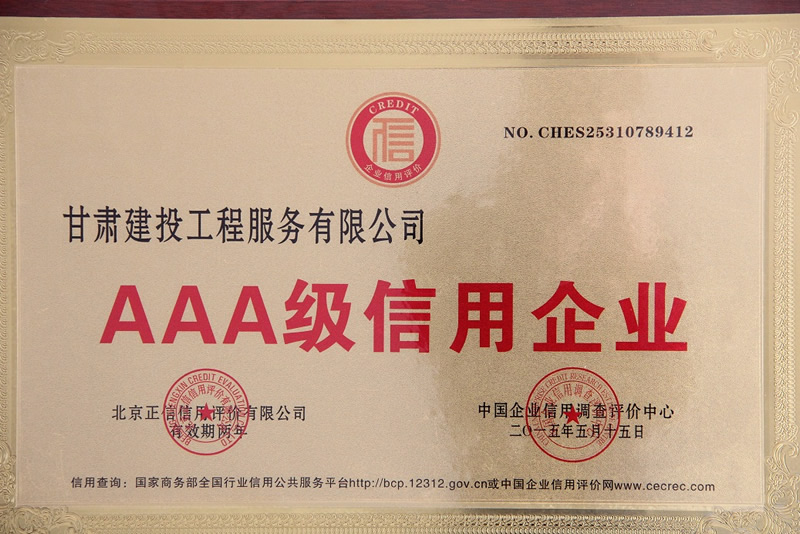 CREDIT
信
企业信用评价
NO. CHES25310789412
甘肃建投工程服务有限公司
AAA级信用企业
北京正信信用评价有限公司
有效期两年
中国企业信用调查评价中心
二〇一五年五月十五日
信用查询：国家商务部全国行业信用公共服务平台http://bcp.12312.gov.cn或中国企业信用评价网www.cecrec.com